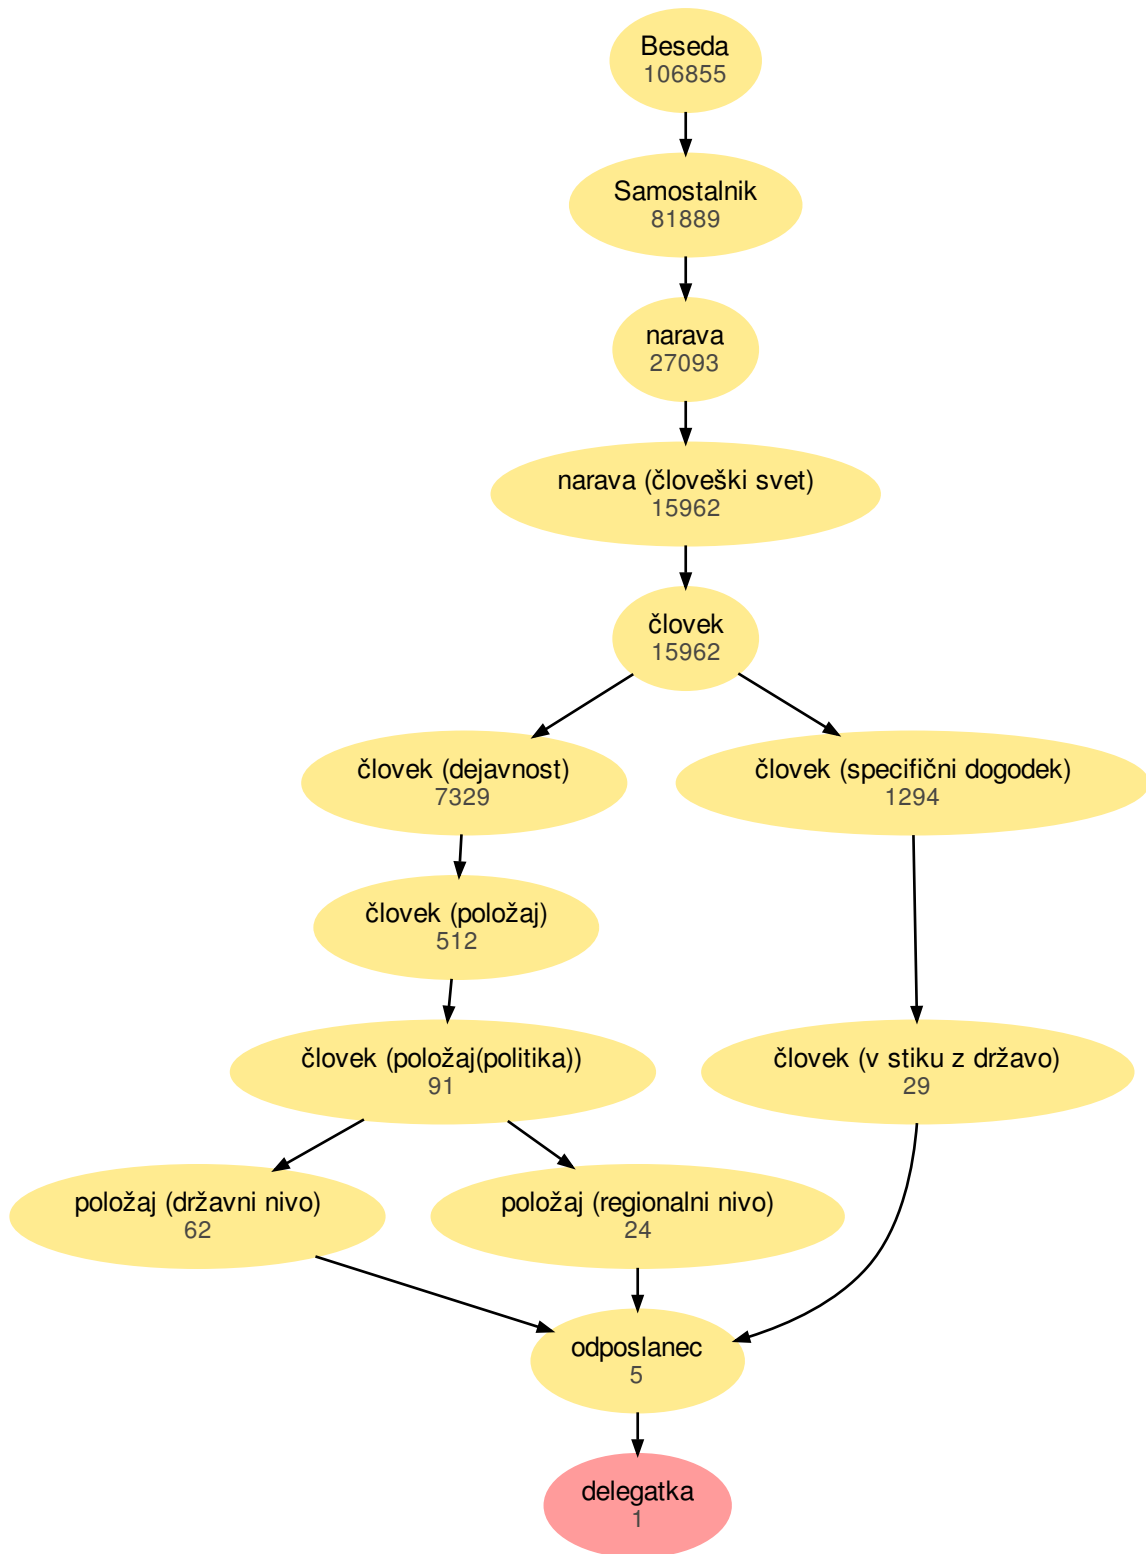 Beseda
106855
Samostalnik
81889
narava
27093
narava (človeški svet)
15962
človek
15962
človek (dejavnost)
7329
človek (specifični dogodek)
1294
človek (položaj)
512
človek (položaj(politika))
91
človek (v stiku z državo)
29
položaj (državni nivo)
62
položaj (regionalni nivo)
24
odposlanec
5
delegatka
1